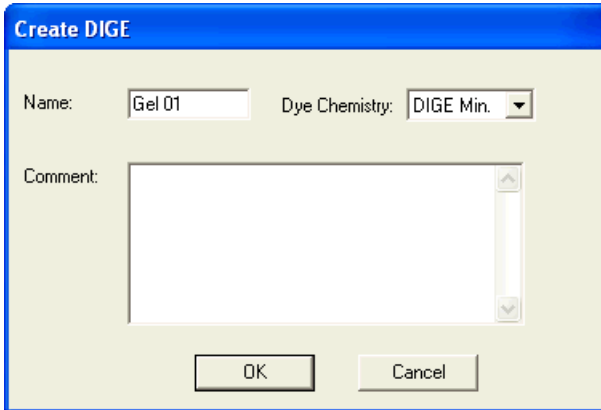 Create DIGE
Name: Gel 01 Dye Chemistry: DIGE Min.
Comment:
OK Cancel